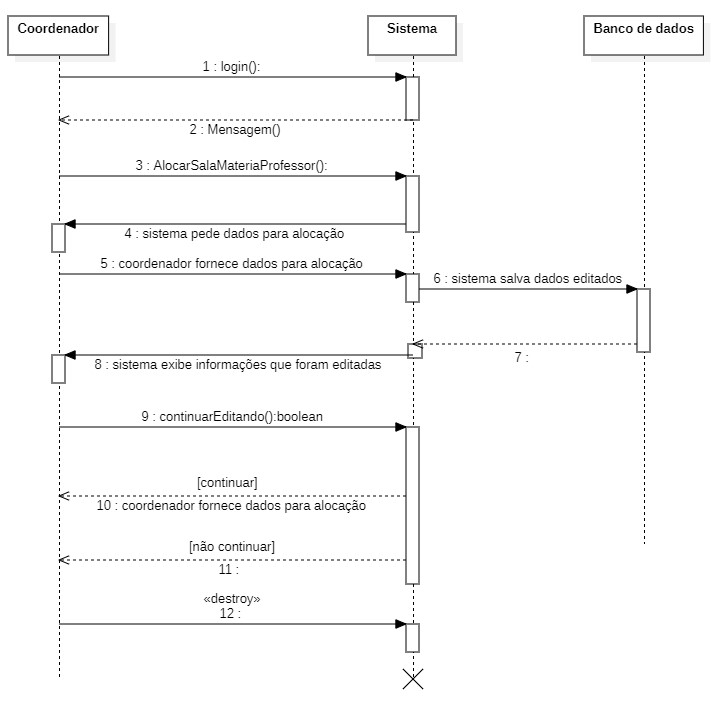 Coordenador
Sistema
Banco de dados
1 : login():
2 : Mensagem()
3 : AlocarSalaMateriaProfessor():
4 : sistema pede dados para alocação
5 : coordenador fornece dados para alocação
6 : sistema salva dados editados
7 :
8 : sistema exibe informações que foram editadas
9 : continuarEditando():boolean
[continuar]
10 : coordenador fornece dados para alocação
[não continuar]
11 :
«destroy»
12 :